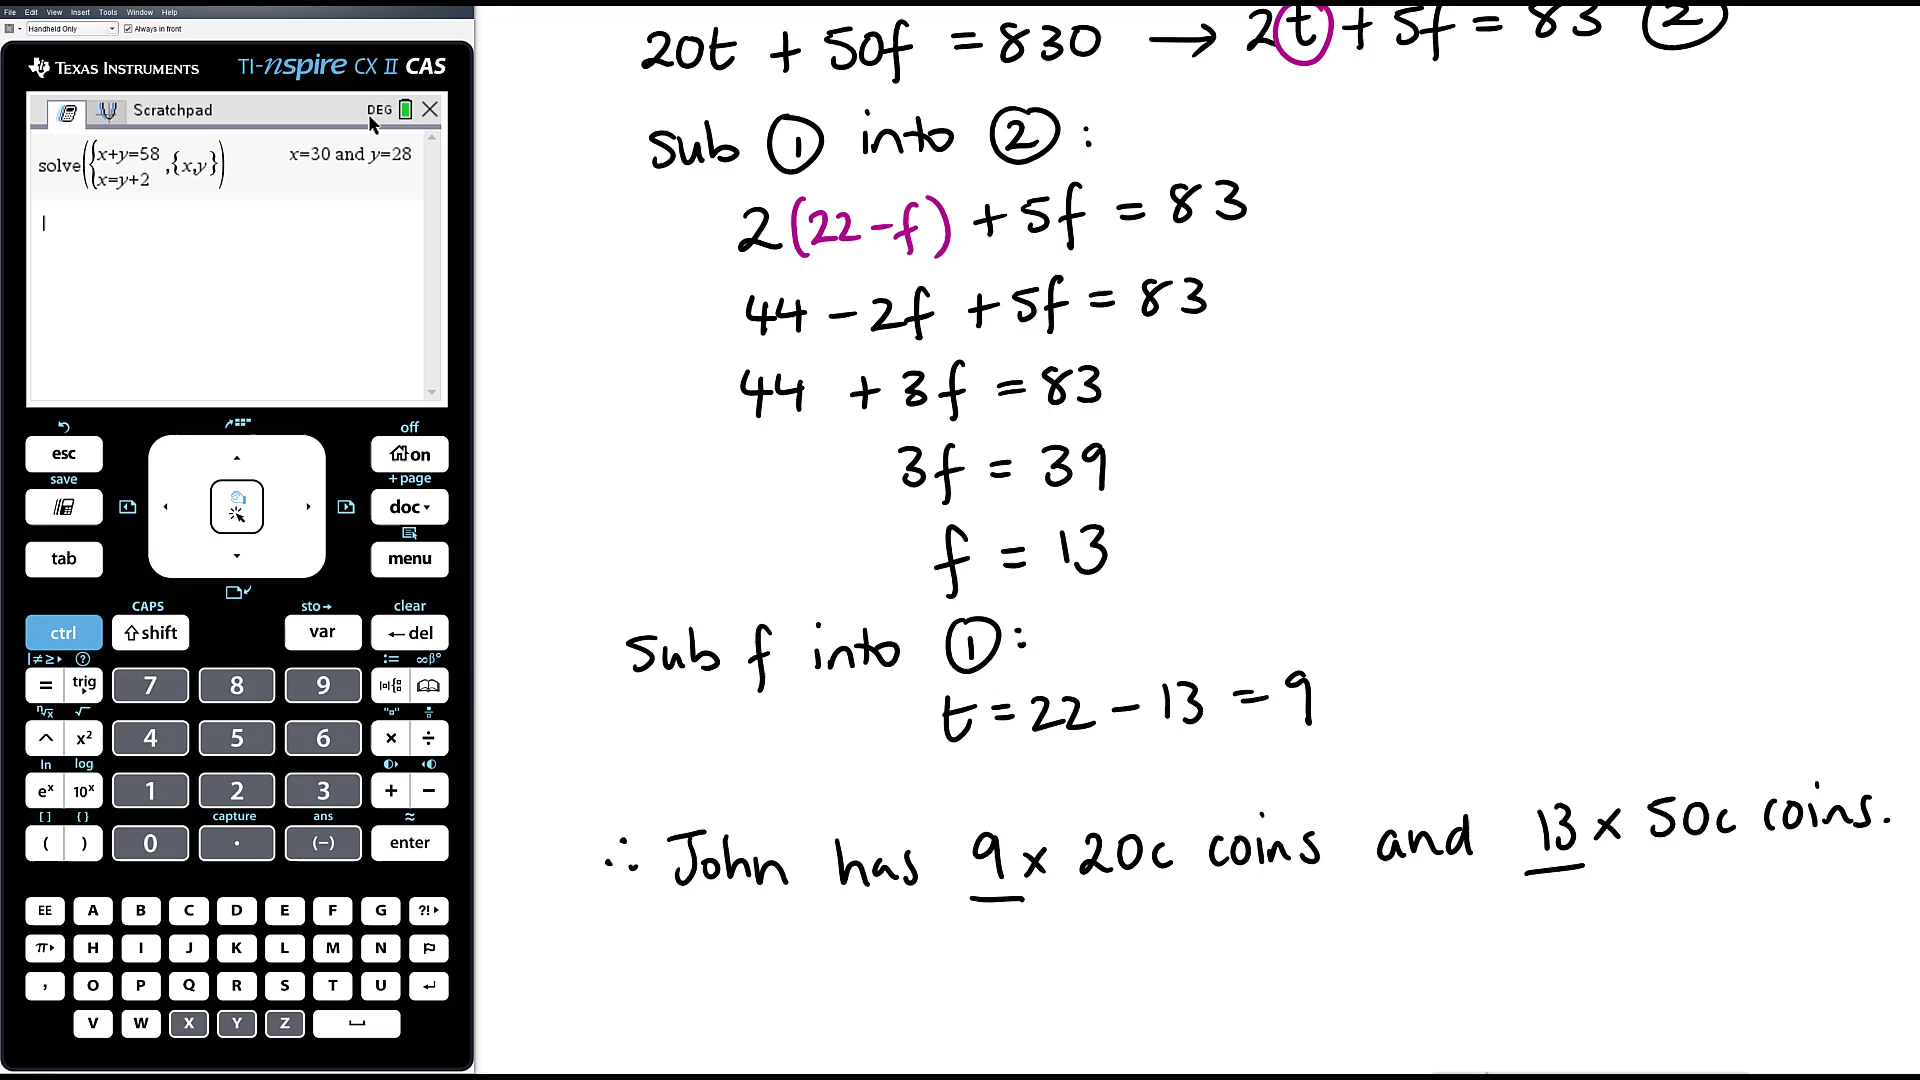 File Edit View Insert Tools Window Help
Handheld Only Always in front
TEXAS INSTRUMENTS TI-nspire CX II CAS
Scratchpad DEG
solve({x+y=58 x=y+2 ,{x,y}) x=30 and y=28
off
esc on
save + page
doc
tab menu
CAPS sto→ clear
ctrl ⇧shift var ←del
|≠≥▸ ? := ∞β°
= trig 7 8 9 |□|{
ⁿ√x √ "□"
^ x² 4 5 6 × ÷
ln log
eˣ 10ˣ 1 2 3 + −
[ ] { } capture ans ≈
( ) 0 . (−) enter
EE A B C D E F G ?!▸
π▸ H I J K L M N
, O P Q R S T U ↵
V W X Y Z
20t + 50f = 830 → 2t + 5f = 83 ②
sub ① into ② :
2(22 − f) + 5f = 83
44 − 2f + 5f = 83
44 + 3f = 83
3f = 39
f = 13
Sub f into ① :
t = 22 − 13 = 9
∴ John has 9 × 20c coins and 13 × 50c coins.